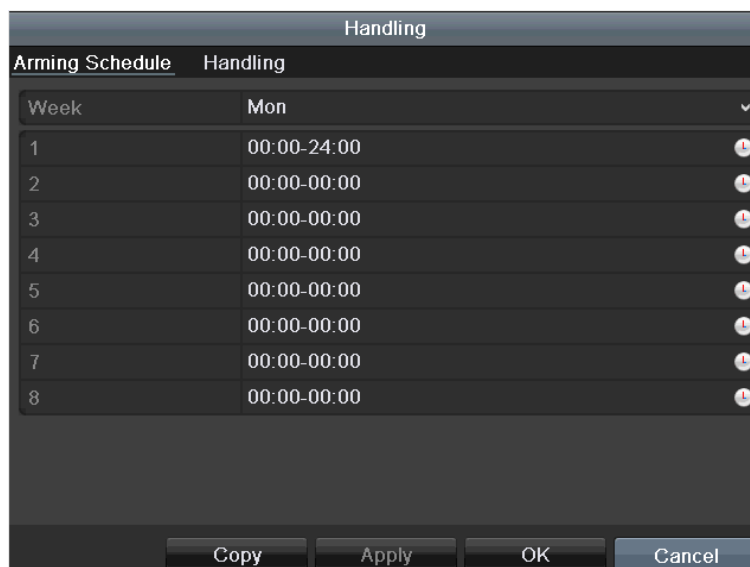 Handling
Arming Schedule Handling
Week Mon
1 00:00-24:00
2 00:00-00:00
3 00:00-00:00
4 00:00-00:00
5 00:00-00:00
6 00:00-00:00
7 00:00-00:00
8 00:00-00:00
Copy Apply OK Cancel